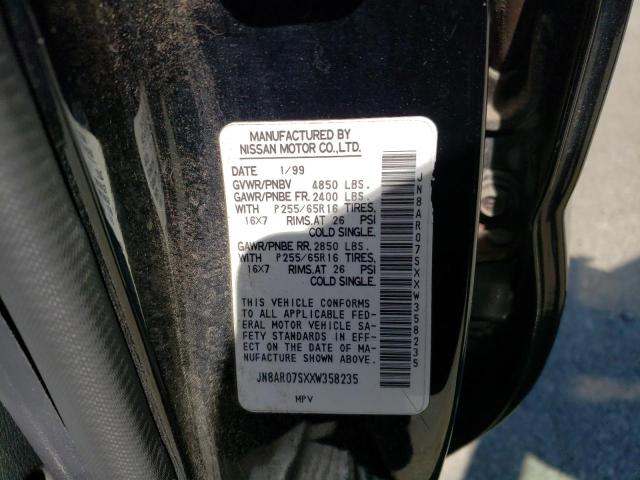 MANUFACTURED BY
NISSAN MOTOR CO.,LTD.
DATE 1/99
GVWR/PNBV 4850 LBS.
GAWR/PNBE FR. 2400 LBS.
WITH P255/65R16 TIRES,
16X7 RIMS,AT 26 PSI
COLD SINGLE.
GAWR/PNBE RR. 2850 LBS.
WITH P255/65R16 TIRES,
16X7 RIMS,AT 26 PSI
COLD SINGLE.
THIS VEHICLE CONFORMS
TO ALL APPLICABLE FED-
ERAL MOTOR VEHICLE SA-
FETY STANDARDS IN EFF-
ECT ON THE DATE OF
MANUFACTURE SHOWN ABOVE.
JN8AR07SXXW358235
MPV
JN8AR07SXXW358235